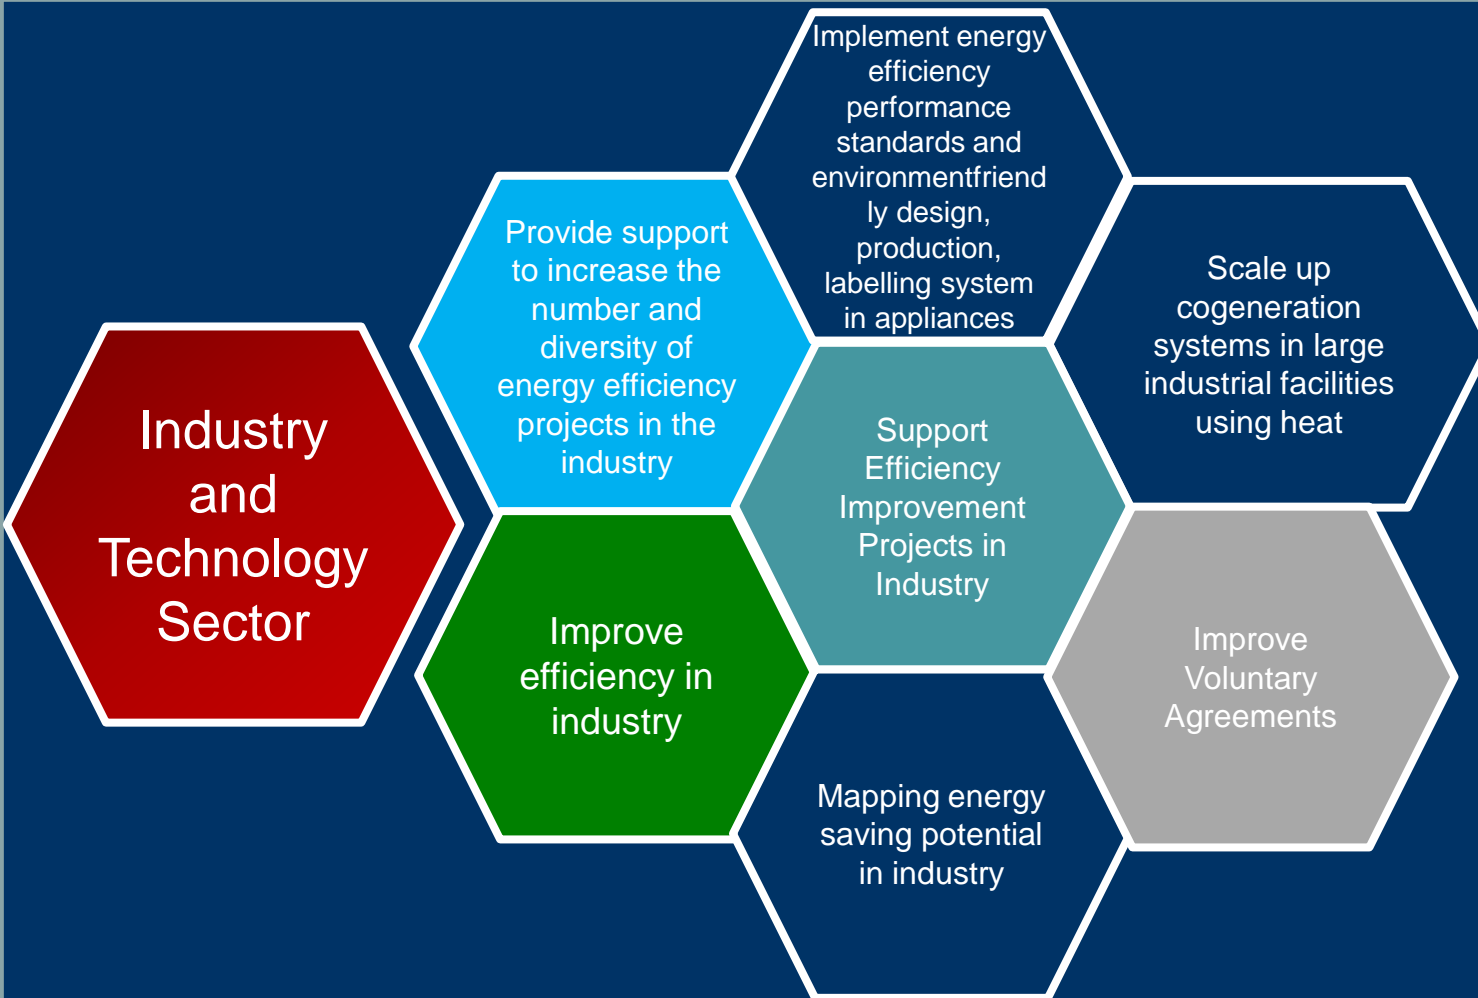 Industry
and
Technology
Sector
Provide support
to increase the
number and
diversity of
energy efficiency
projects in the
industry
Improve
efficiency in
industry
Implement energy
efficiency
performance
standards and
environmentfriend
ly design,
production,
labelling system
in appliances
Support
Efficiency
Improvement
Projects in
Industry
Mapping energy
saving potential
in industry
Scale up
cogeneration
systems in large
industrial facilities
using heat
Improve
Voluntary
Agreements